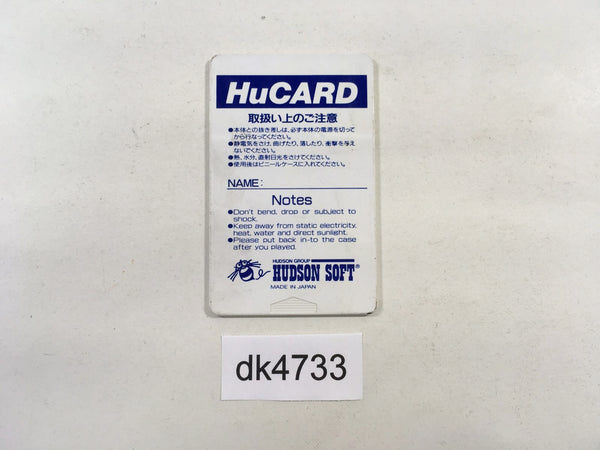 HuCARD
取扱い上のご注意
●本体との抜き差しは、必ず本体の電源を切って
から行なってください。
●静電気をさけ、曲げたり、落したり、衝撃を与え
ないでください。
●熱、水分、直射日光をさけてください。
●使用後はビニールケースに入れてください。
NAME:
Notes
●Don't bend, drop or subject to
shock.
●Keep away from static electricity,
heat, water and direct sunlight.
●Please put back in-to the case
after you played.
HUDSON GROUP
HUDSON SOFT®
MADE IN JAPAN
dk4733